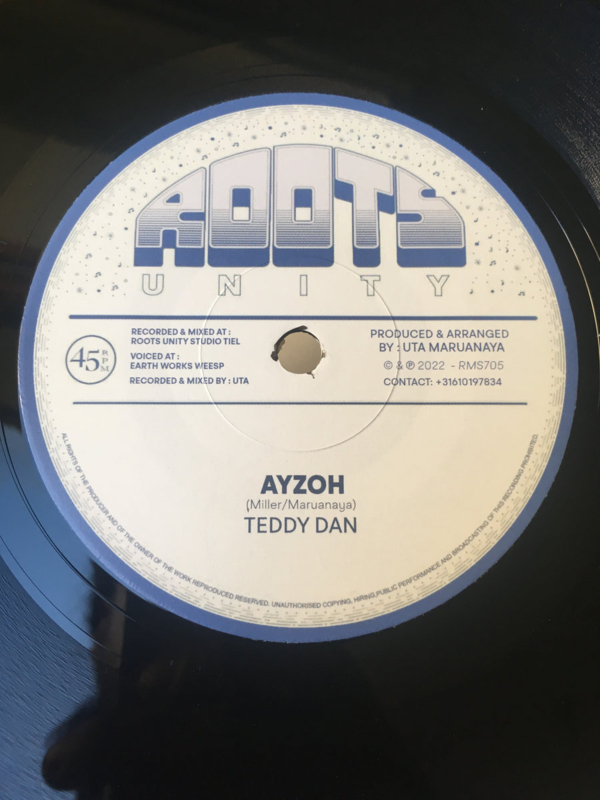 ROOTS
UNITY
RECORDED & MIXED AT :
ROOTS UNITY STUDIO TIEL
VOICED AT :
EARTH WORKS WEESP
RECORDED & MIXED BY : UTA
45 RPM
PRODUCED & ARRANGED
BY : UTA MARUANAYA
© & ℗ 2022 - RMS705
CONTACT: +31610197834
AYZOH
(Miller/Maruanaya)
TEDDY DAN
ALL RIGHTS OF THE PRODUCER AND OF THE OWNER OF THE WORK REPRODUCED RESERVED. UNAUTHORISED COPYING, HIRING, PUBLIC PERFORMANCE AND BROADCASTING OF THIS RECORDING PROHIBITED.